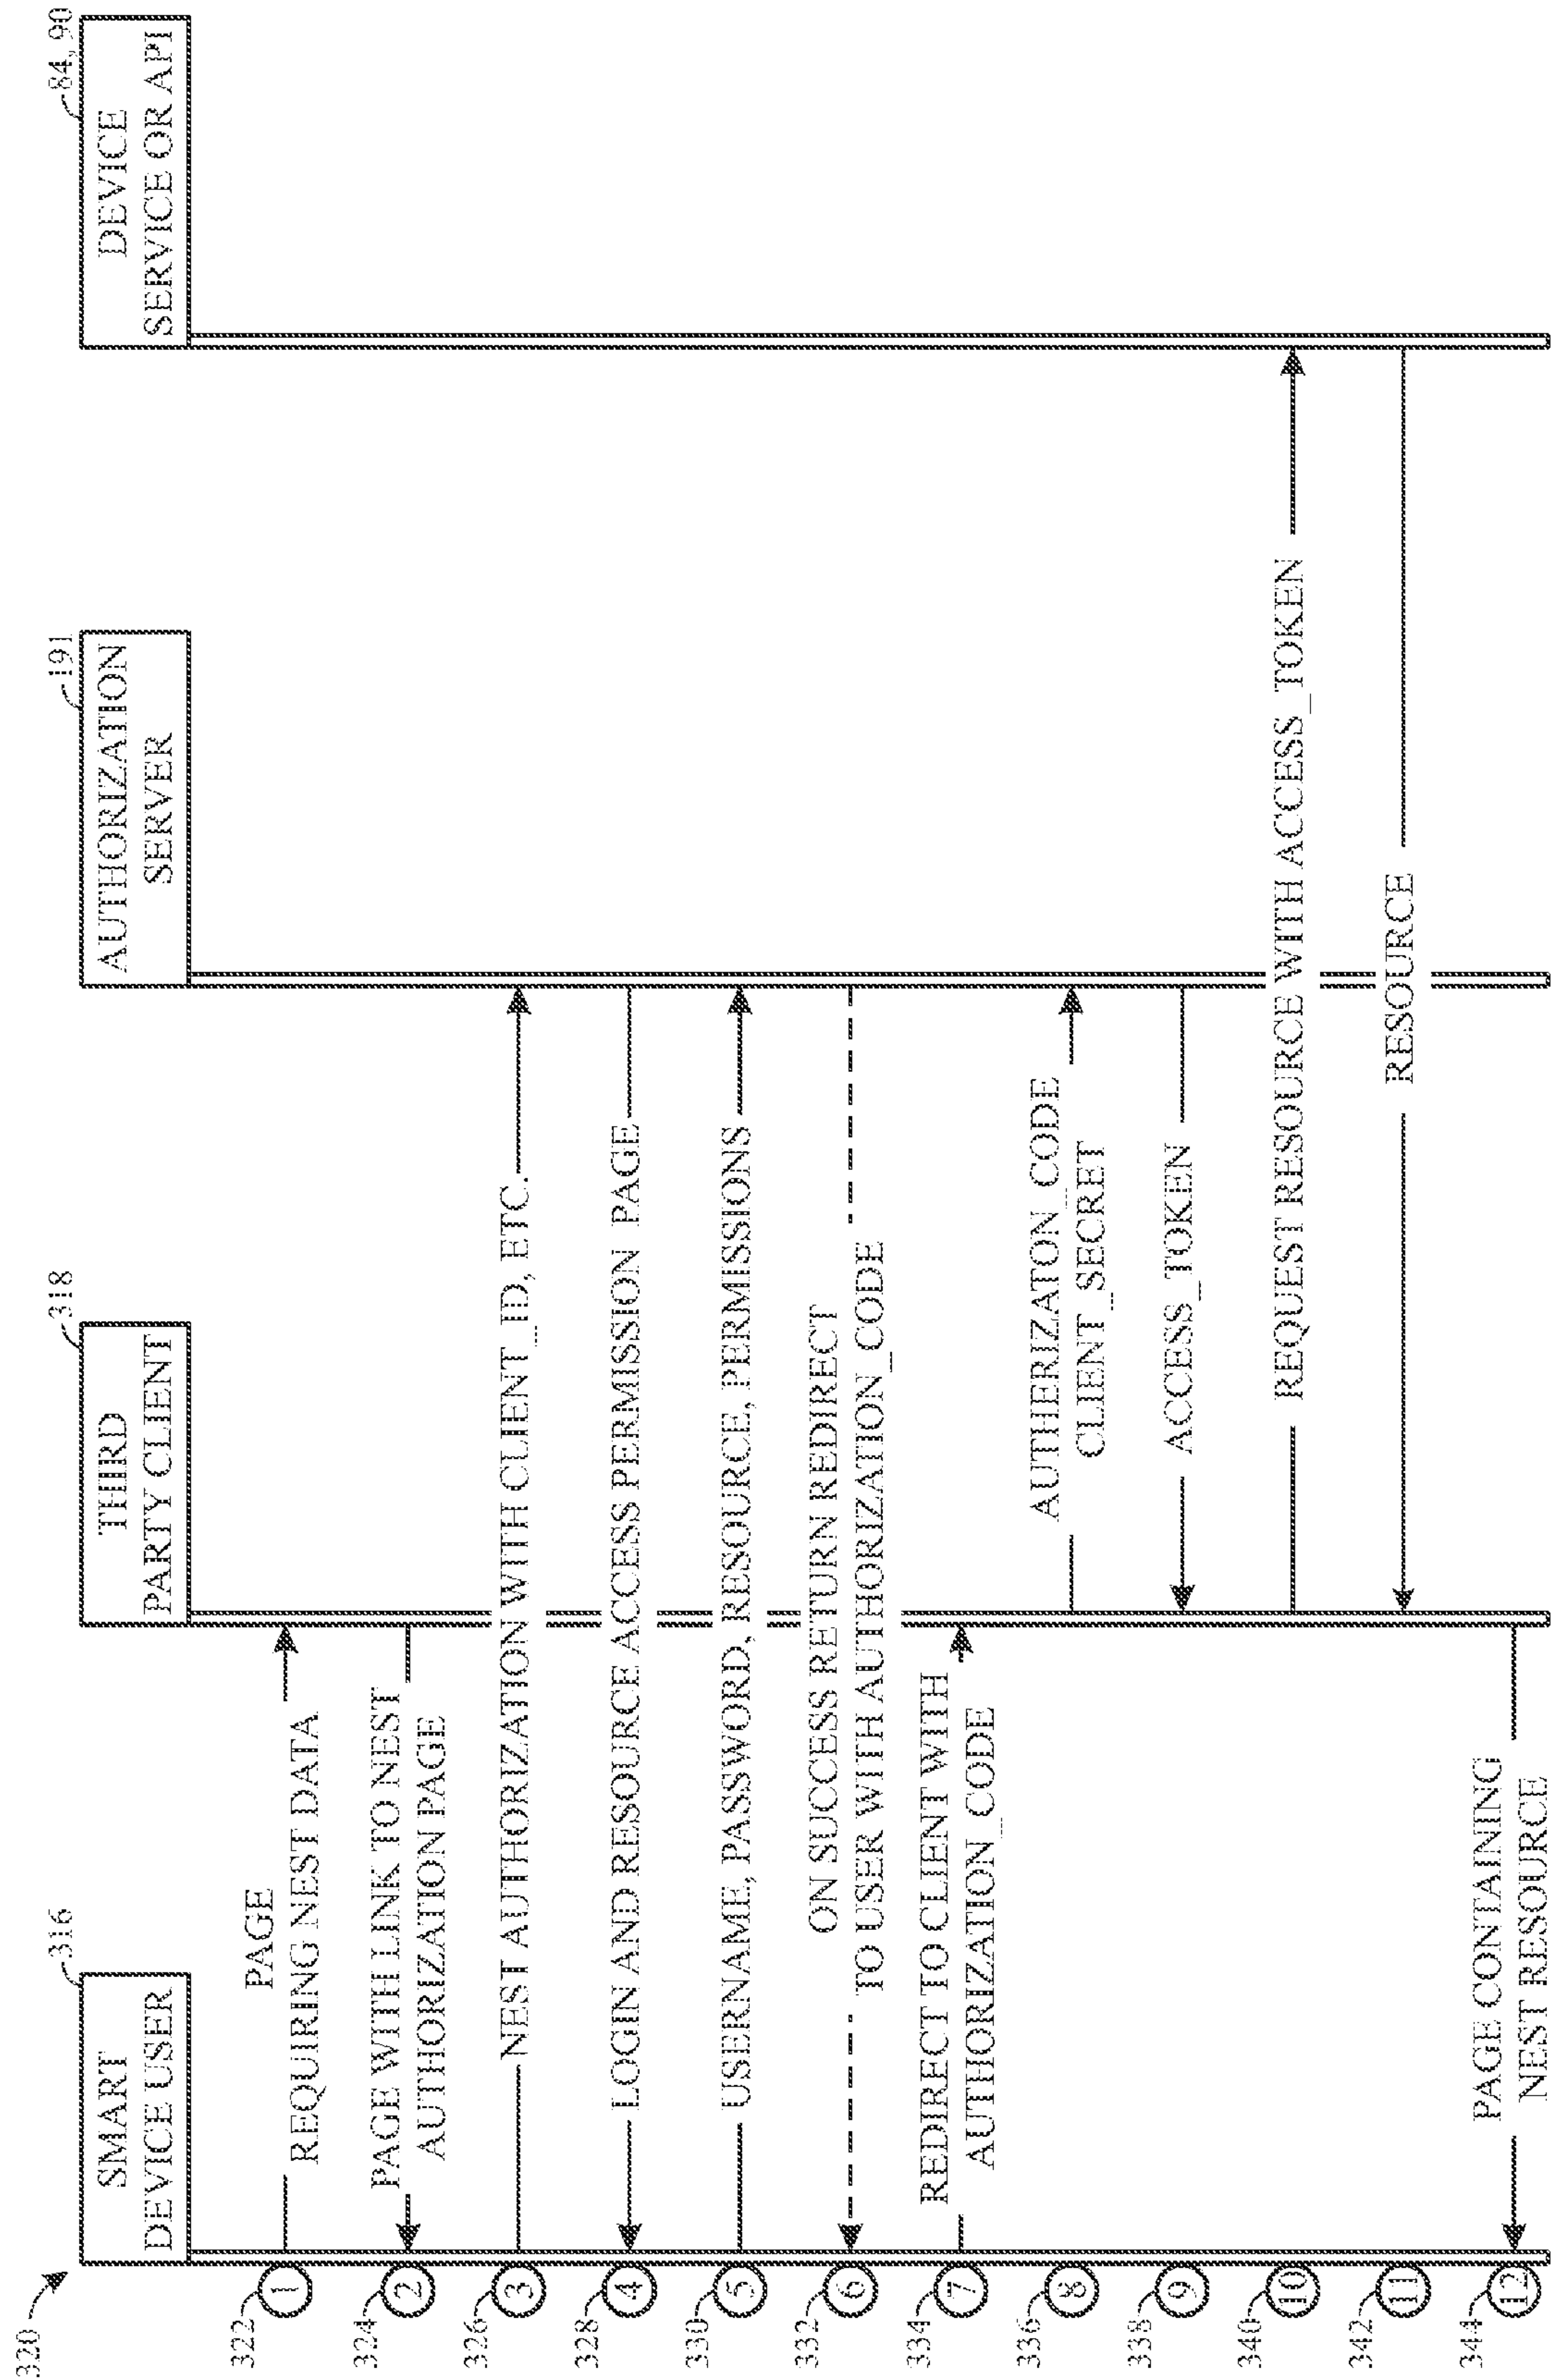 320
SMART
DEVICE USER
316
THIRD
PARTY CLIENT
318
AUTHORIZATION
SERVER
191
DEVICE
SERVICE OR API
84, 90
322
1
PAGE
REQUIRING NEST DATA
324
2
PAGE WITH LINK TO NEST
AUTHORIZATION PAGE
326
3
NEST AUTHORIZATION WITH CLIENT_ID, ETC.
328
4
LOGIN AND RESOURCE ACCESS PERMISSION PAGE
330
5
USERNAME, PASSWORD, RESOURCE, PERMISSIONS
332
6
ON SUCCESS RETURN REDIRECT
TO USER WITH AUTHORIZATION_CODE
334
7
REDIRECT TO CLIENT WITH
AUTHORIZATION_CODE
336
8
AUTHERIZATON_CODE
CLIENT_SECRET
338
9
ACCESS_TOKEN
340
10
REQUEST RESOURCE WITH ACCESS_TOKEN
342
11
RESOURCE
344
12
PAGE CONTAINING
NEST RESOURCE